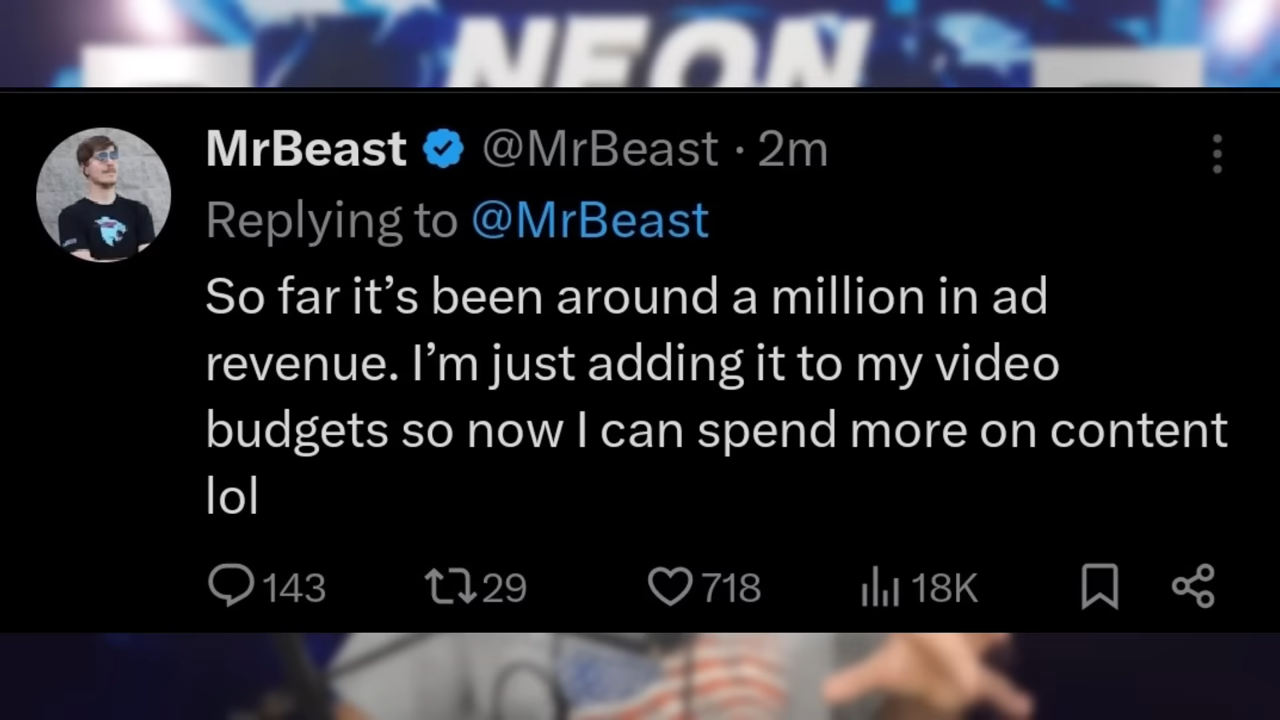 NEON
MrBeast @MrBeast · 2m
Replying to @MrBeast
So far it’s been around a million in ad
revenue. I’m just adding it to my video
budgets so now I can spend more on content
lol
143 29 718 18K